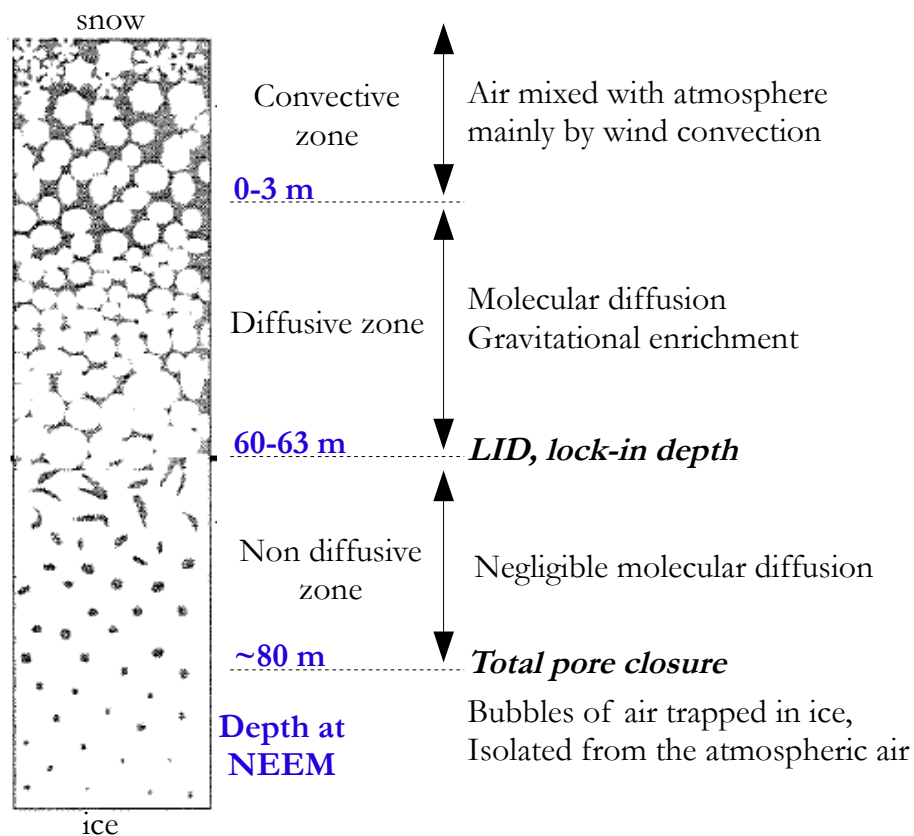 snow
Convective
zone
Air mixed with atmosphere
mainly by wind convection
0-3 m
Diffusive zone
Molecular diffusion
Gravitational enrichment
60-63 m
LID, lock-in depth
Non diffusive
zone
Negligible molecular diffusion
~80 m
Total pore closure
Bubbles of air trapped in ice,
Isolated from the atmospheric air
Depth at
NEEM
ice